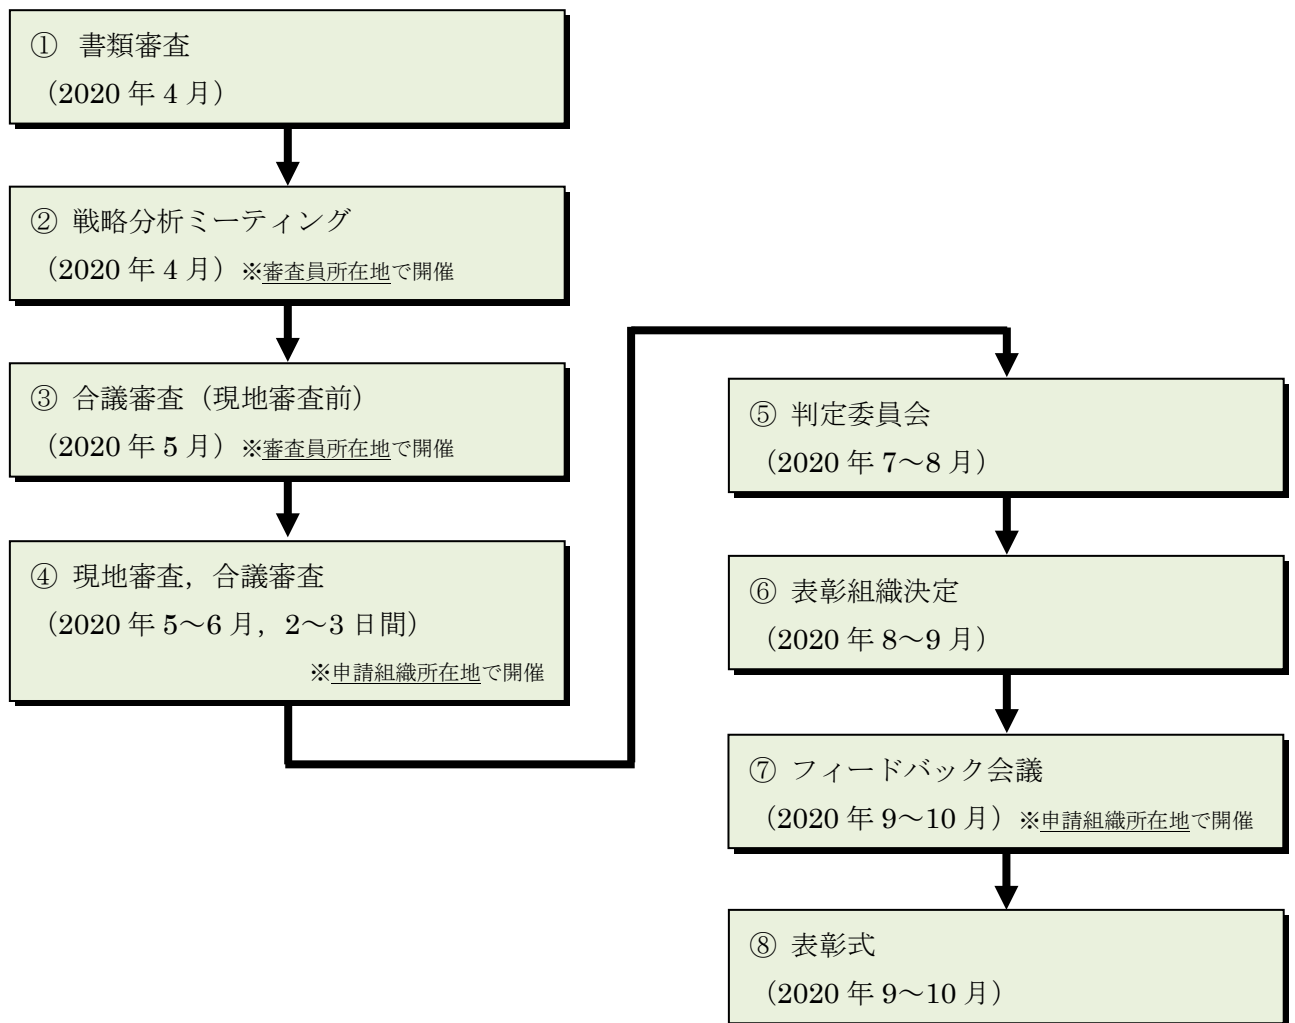 ① 書類審査
（2020 年 4 月）
② 戦略分析ミーティング
（2020 年 4 月）※審査員所在地で開催
③ 合議審査（現地審査前）
（2020 年 5 月）※審査員所在地で開催
④ 現地審査，合議審査
（2020 年 5～6 月，2～3 日間）
※申請組織所在地で開催
⑤ 判定委員会
（2020 年 7～8 月）
⑥ 表彰組織決定
（2020 年 8～9 月）
⑦ フィードバック会議
（2020 年 9～10 月）※申請組織所在地で開催
⑧ 表彰式
（2020 年 9～10 月）